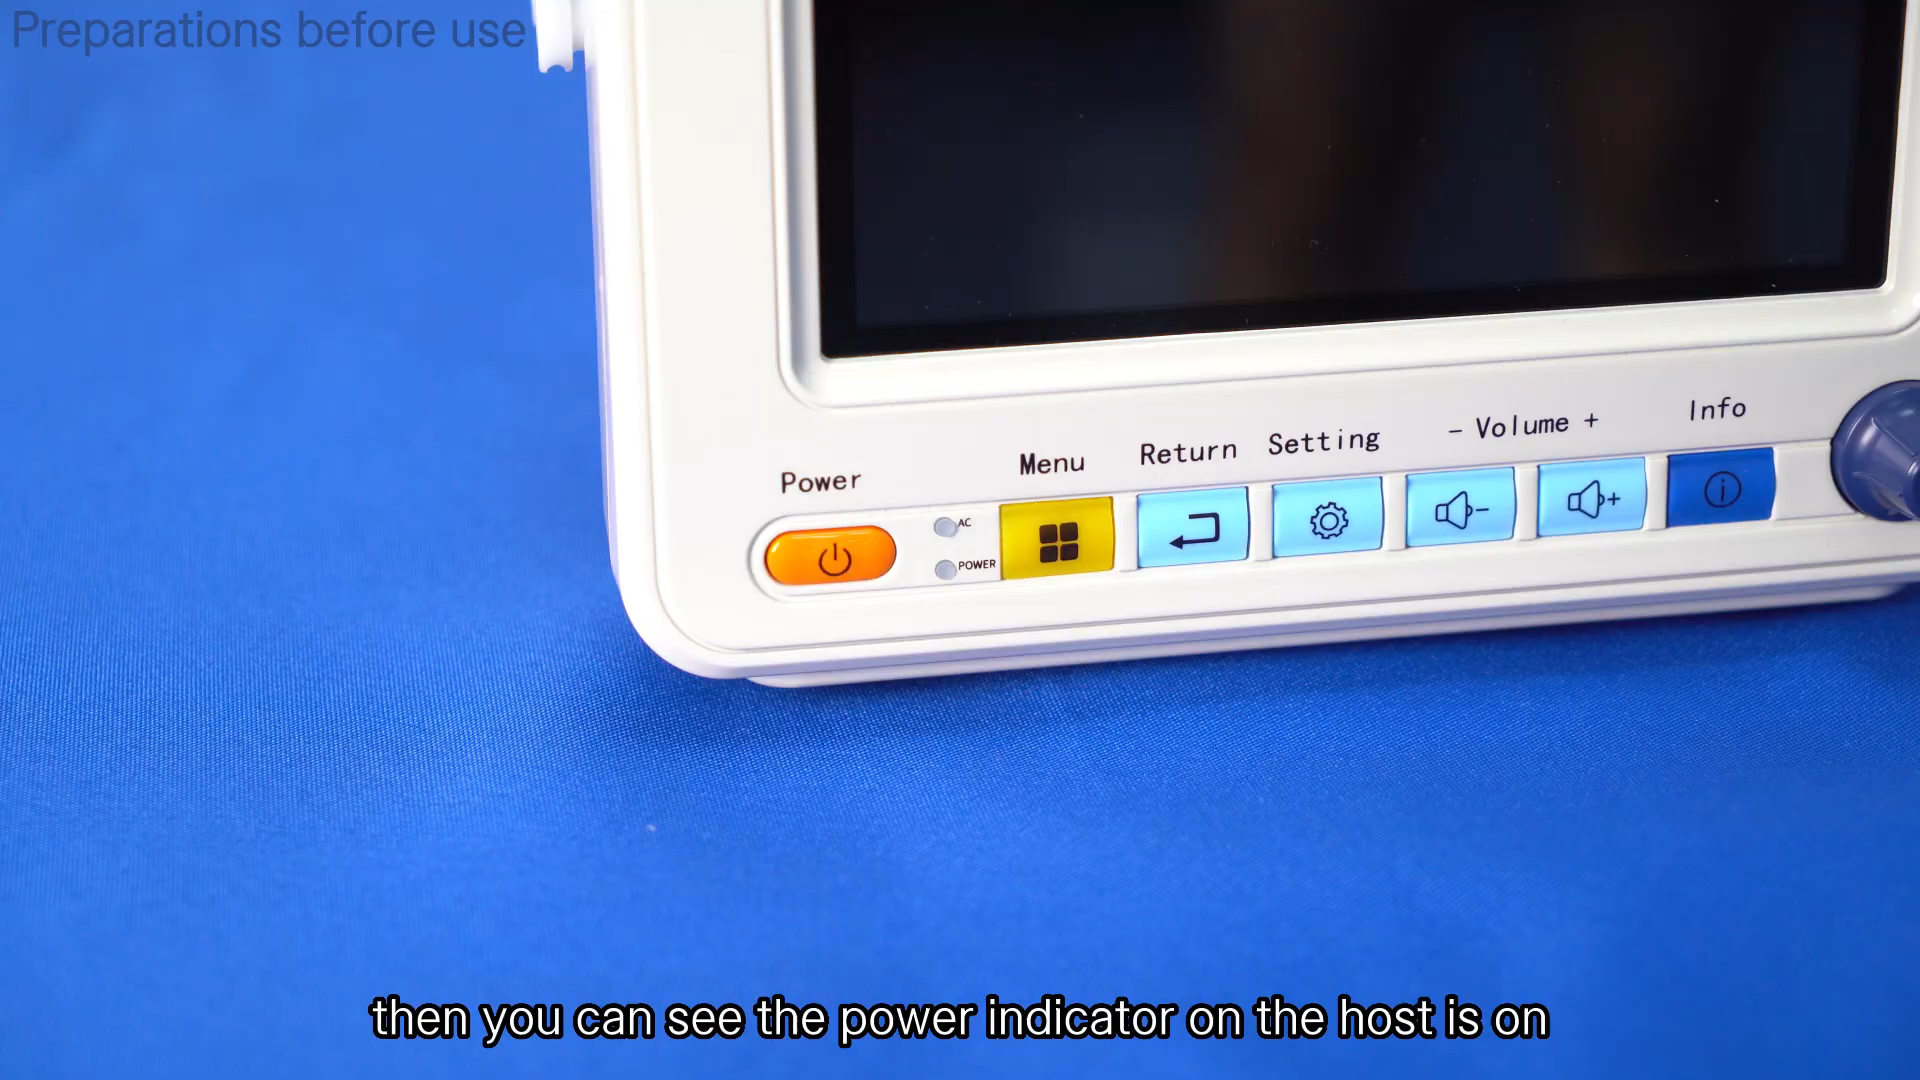 Preparations before use
Power
AC
POWER
Menu
Return
Setting
- Volume +
Info
then you can see the power indicator on the host is on